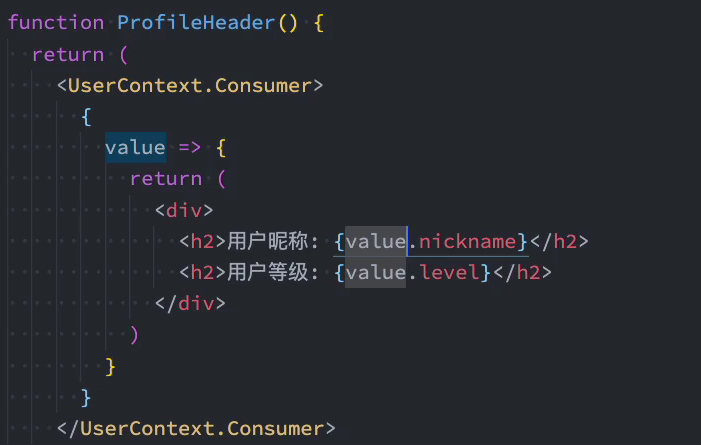 function ProfileHeader() {
return (
<UserContext.Consumer>
{
value => {
return (
<div>
<h2>用户昵称: {value.nickname}</h2>
<h2>用户等级: {value.level}</h2>
</div>
)
}
}
</UserContext.Consumer>